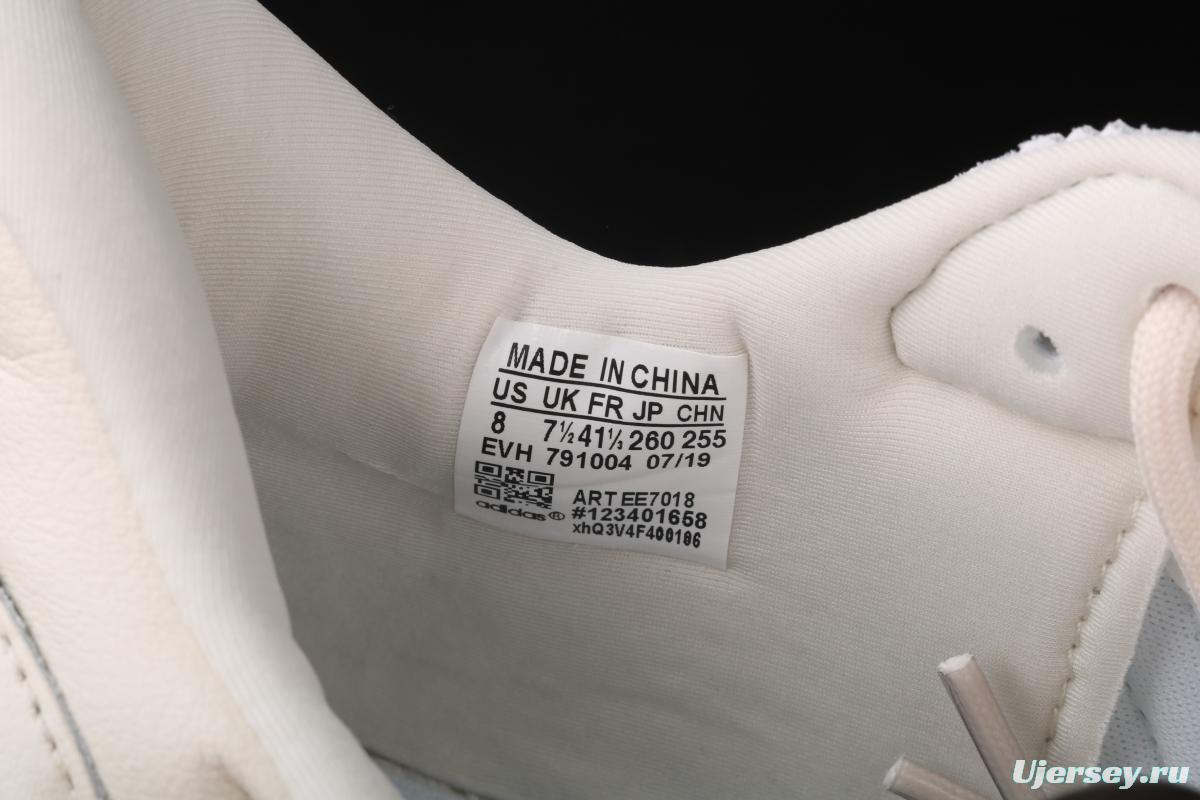 MADE IN CHINA
US UK FR JP CHN
8 7½ 41⅓ 260 255
EVH 791004 07/19
ART EE7018
adidas® #123401658
xhQ3V4F400186
Ujersey.ru